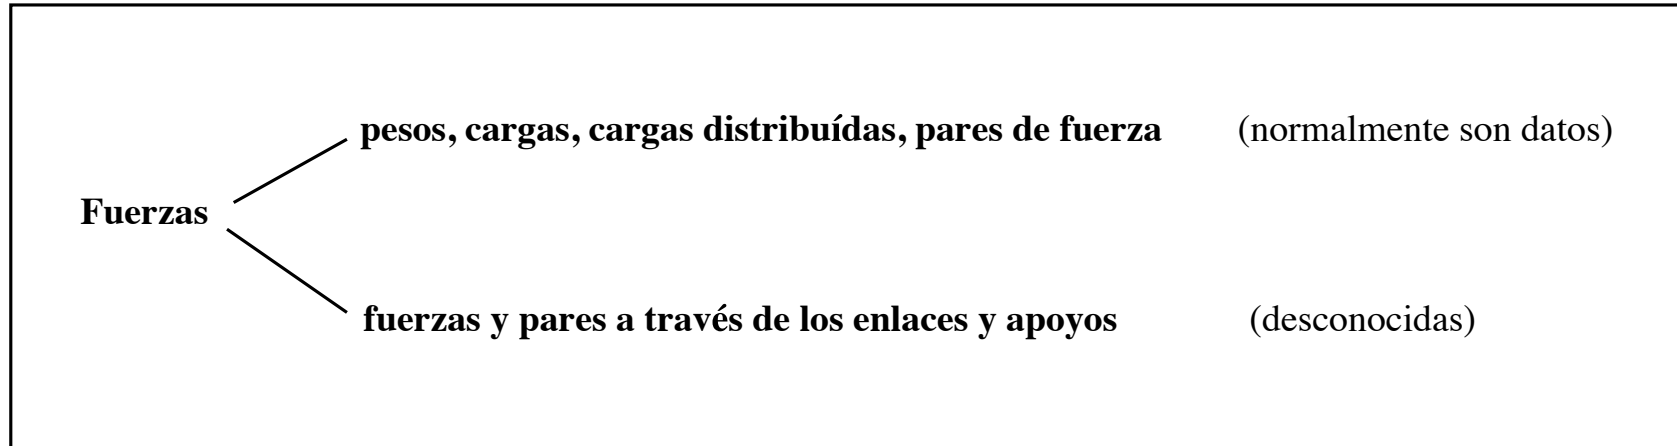 pesos, cargas, cargas distribuídas, pares de fuerza (normalmente son datos)
Fuerzas
fuerzas y pares a través de los enlaces y apoyos (desconocidas)